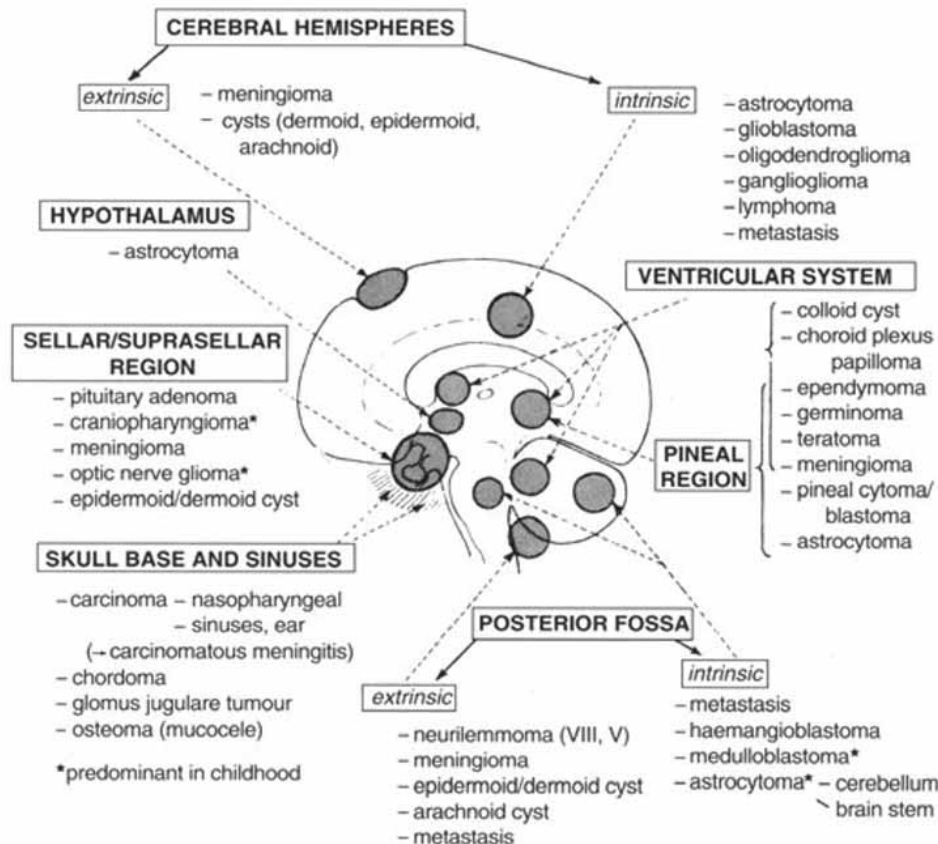 CEREBRAL HEMISPHERES
extrinsic
– meningioma
– cysts (dermoid, epidermoid,
arachnoid)
intrinsic
– astrocytoma
– glioblastoma
– oligodendroglioma
– ganglioglioma
– lymphoma
– metastasis
HYPOTHALAMUS
– astrocytoma
VENTRICULAR SYSTEM
– colloid cyst
– choroid plexus
papilloma
– ependymoma
– germinoma
– teratoma
– meningioma
– pineal cytoma/
blastoma
– astrocytoma
PINEAL
REGION
SELLAR/SUPRASELLAR
REGION
– pituitary adenoma
– craniopharyngioma*
– meningioma
– optic nerve glioma*
– epidermoid/dermoid cyst
SKULL BASE AND SINUSES
– carcinoma – nasopharyngeal
– sinuses, ear
(→ carcinomatous meningitis)
– chordoma
– glomus jugulare tumour
– osteoma (mucocele)
*predominant in childhood
POSTERIOR FOSSA
extrinsic
– neurilemmoma (VIII, V)
– meningioma
– epidermoid/dermoid cyst
– arachnoid cyst
– metastasis
intrinsic
– metastasis
– haemangioblastoma
– medulloblastoma*
– astrocytoma* – cerebellum
brain stem